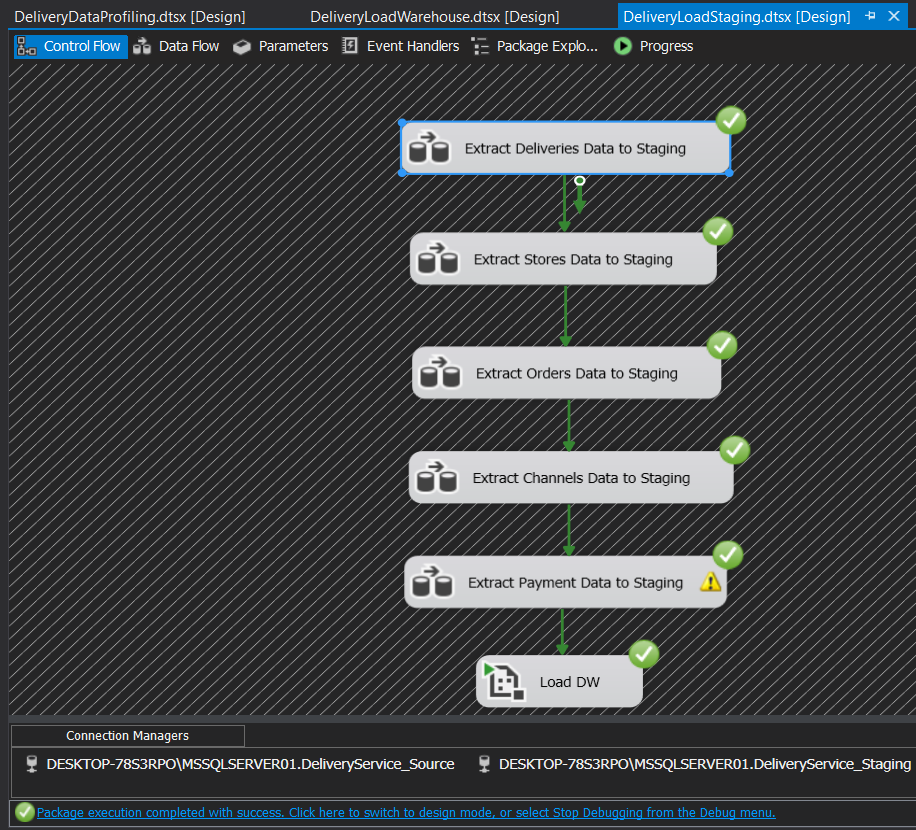 DeliveryDataProfiling.dtsx [Design] DeliveryLoadWarehouse.dtsx [Design] DeliveryLoadStaging.dtsx [Design]
Control Flow Data Flow Parameters Event Handlers Package Explo... Progress
Extract Deliveries Data to Staging
Extract Stores Data to Staging
Extract Orders Data to Staging
Extract Channels Data to Staging
Extract Payment Data to Staging
Load DW
Connection Managers
DESKTOP-78S3RPO\MSSQLSERVER01.DeliveryService_Source DESKTOP-78S3RPO\MSSQLSERVER01.DeliveryService_Staging
Package execution completed with success. Click here to switch to design mode, or select Stop Debugging from the Debug menu.